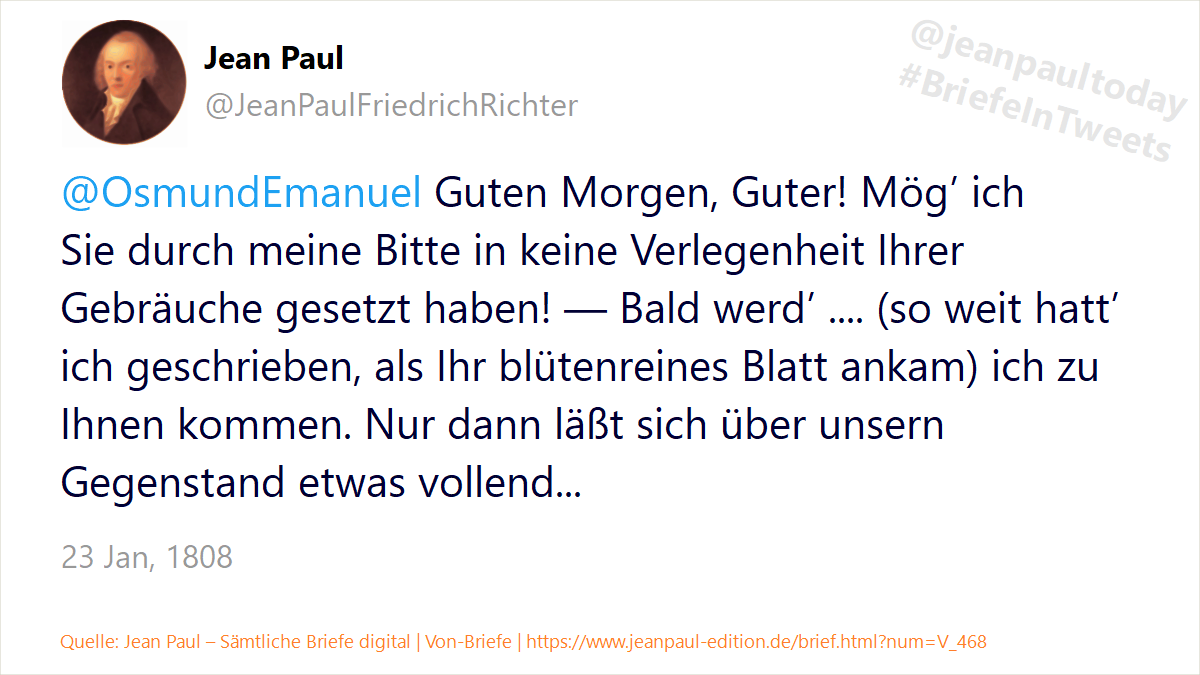 Jean Paul
@JeanPaulFriedrichRichter
@jeanpaultoday
#BriefeInTweets
@OsmundEmanuel Guten Morgen, Guter! Mög’ ich
Sie durch meine Bitte in keine Verlegenheit Ihrer
Gebräuche gesetzt haben! — Bald werd’ .... (so weit hatt’
ich geschrieben, als Ihr blütenreines Blatt ankam) ich zu
Ihnen kommen. Nur dann läßt sich über unsern
Gegenstand etwas vollend...
23 Jan, 1808
Quelle: Jean Paul – Sämtliche Briefe digital | Von-Briefe | https://www.jeanpaul-edition.de/brief.html?num=V_468